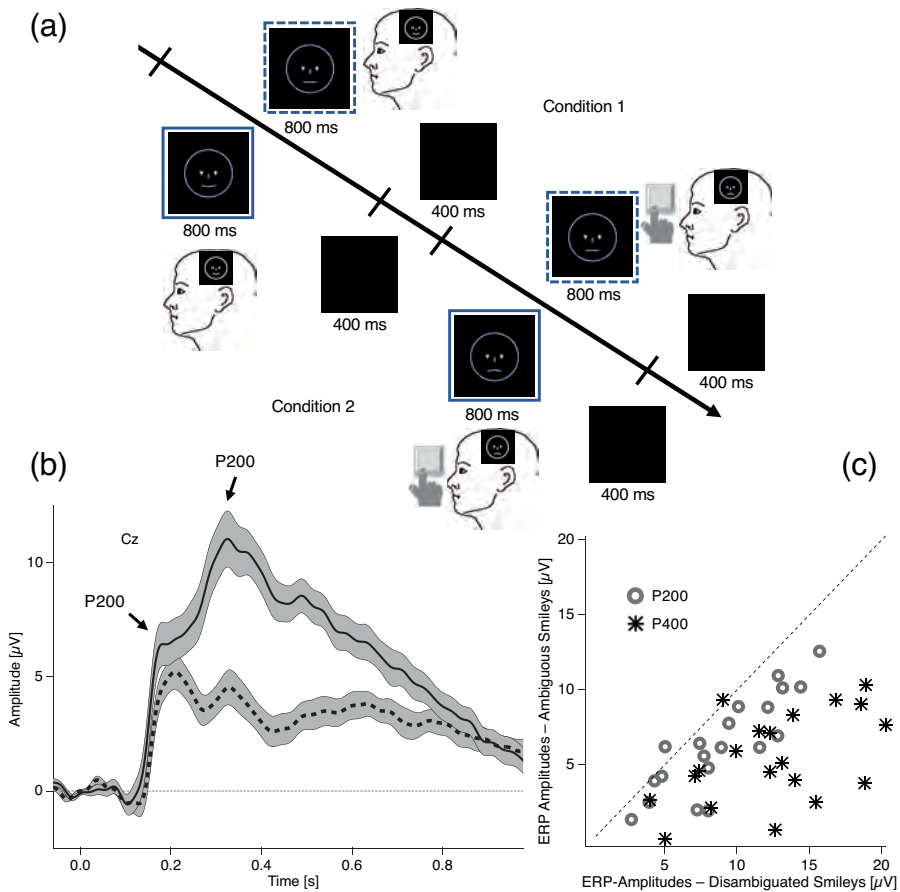 (a)
800 ms
Condition 1
400 ms
800 ms
800 ms
400 ms
800 ms
400 ms
Condition 2
400 ms
(b)
P200
Cz
P200
10
5
0
Amplitude [µV]
0.0 0.2 0.4 0.6 0.8
Time [s]
(c)
20
15
10
5
ERP Amplitudes – Ambiguous Smileys [µV]
P200
P400
5 10 15 20
ERP-Amplitudes – Disambiguated Smileys [µV]